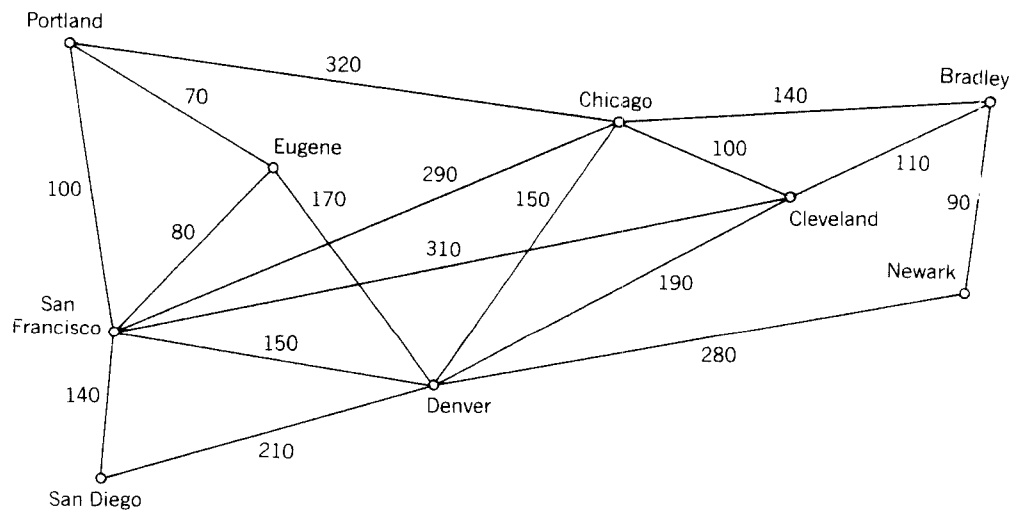 Portland
320
Bradley
140
70
Chicago
Eugene
100
110
290
100
170
150
90
80
Cleveland
310
Newark
190
San
Francisco
150
280
140
Denver
210
San Diego